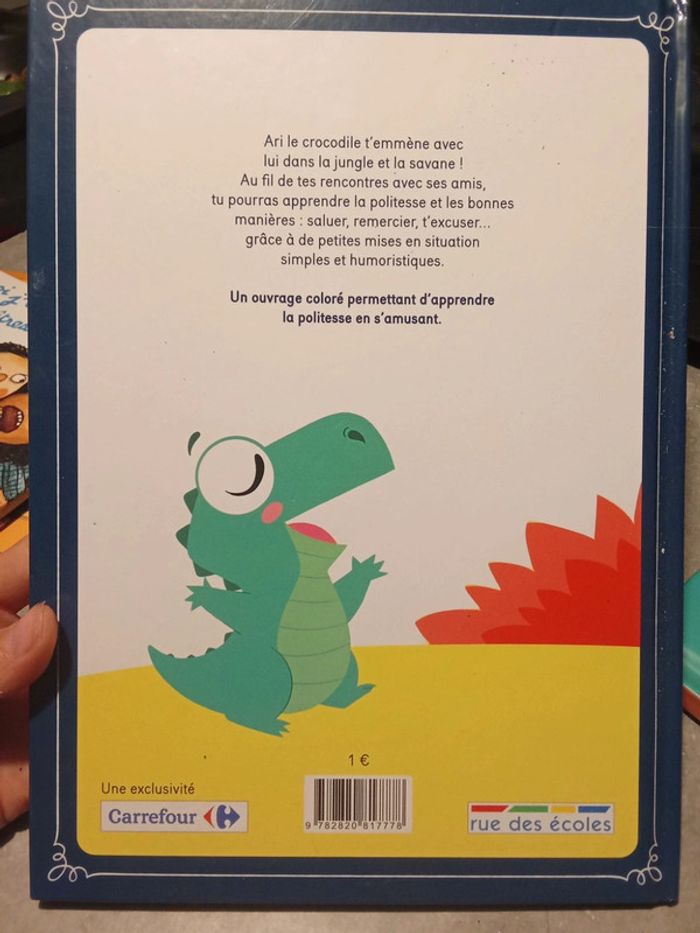 Ari le crocodile t'emmène avec
lui dans la jungle et la savane !
Au fil de tes rencontres avec ses amis,
tu pourras apprendre la politesse et les bonnes
manières : saluer, remercier, t'excuser...
grâce à de petites mises en situation
simples et humoristiques.
Un ouvrage coloré permettant d'apprendre
la politesse en s'amusant.
1 €
Une exclusivité
Carrefour
9 782820 817778
rue des écoles